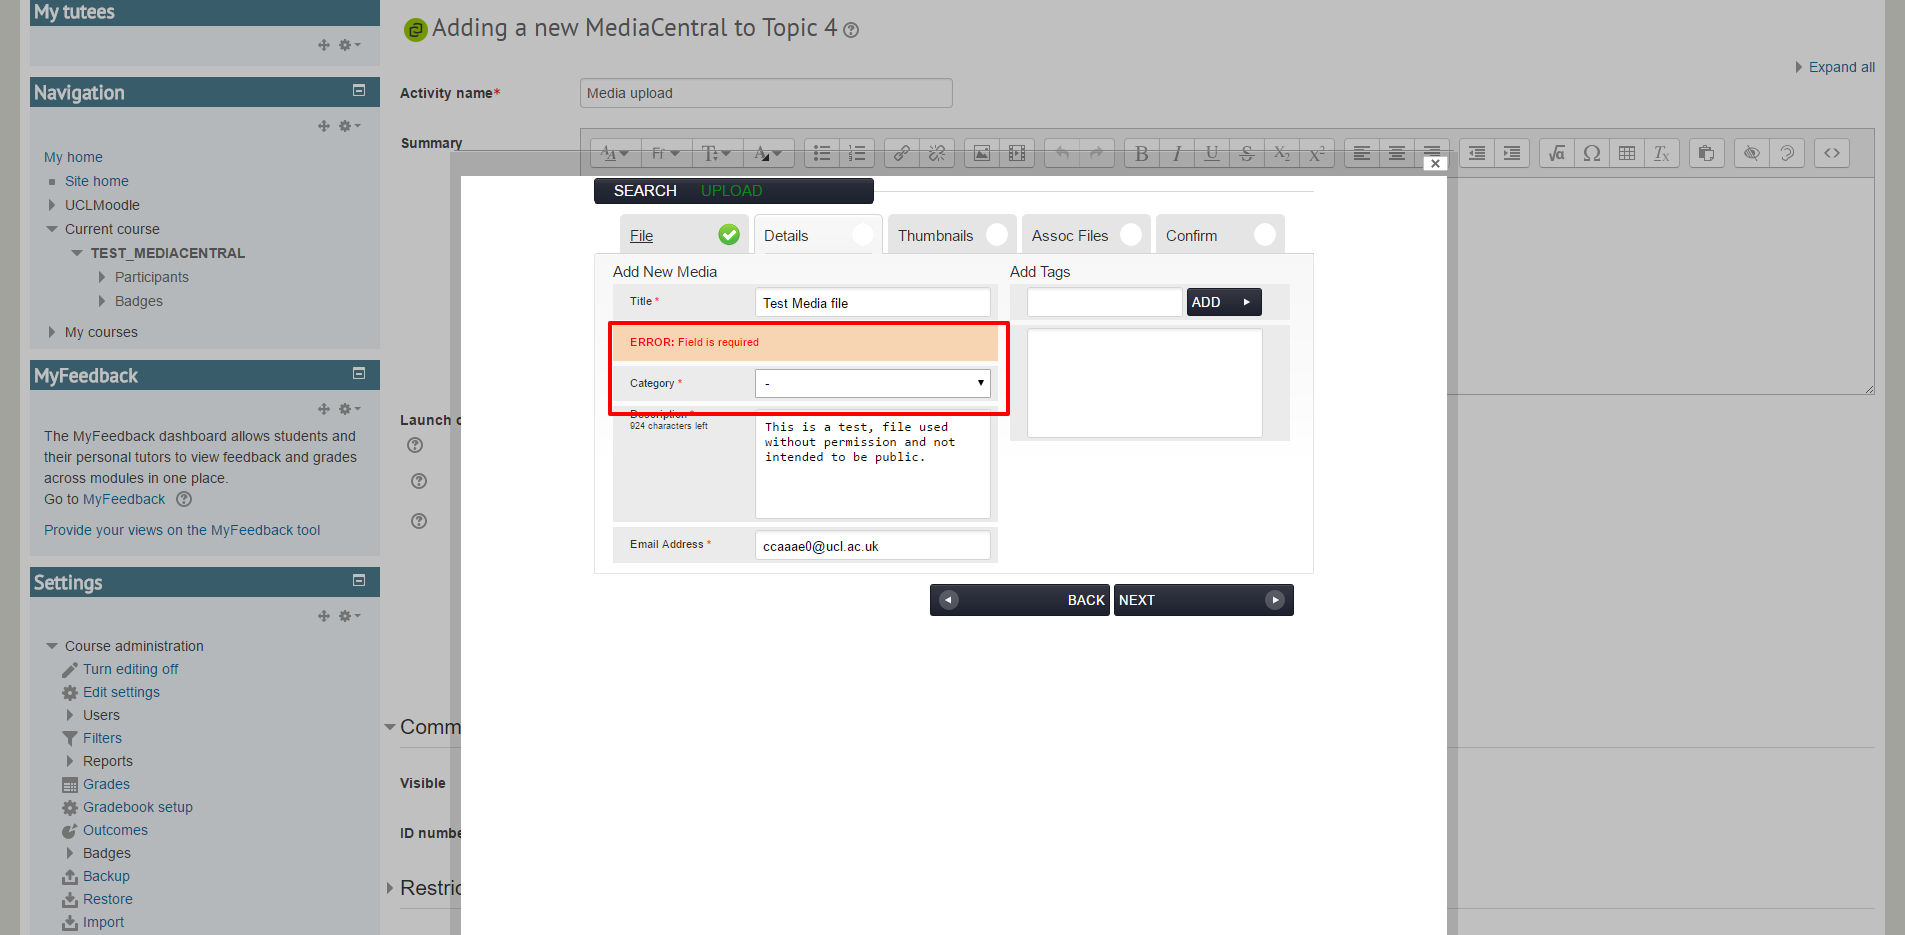 My tutees
Navigation
My home
Site home
UCLMoodle
Current course
TEST_MEDIACENTRAL
Participants
Badges
My courses
MyFeedback
The MyFeedback dashboard allows students and
their personal tutors to view feedback and grades
across modules in one place.
Go to MyFeedback
Provide your views on the MyFeedback tool
Settings
Course administration
Turn editing off
Edit settings
Users
Filters
Reports
Grades
Gradebook setup
Outcomes
Badges
Backup
Restore
Import
Adding a new MediaCentral to Topic 4
Expand all
Activity name*
Media upload
Summary
Launch
Comm
Visible
ID numbe
Restric
SEARCH UPLOAD
File Details Thumbnails Assoc Files Confirm
Add New Media
Title *
Test Media file
ERROR: Field is required
Category *
-
Description *
924 characters left
This is a test, file used
without permission and not
intended to be public.
Email Address *
ccaaae0@ucl.ac.uk
Add Tags
ADD
BACK NEXT